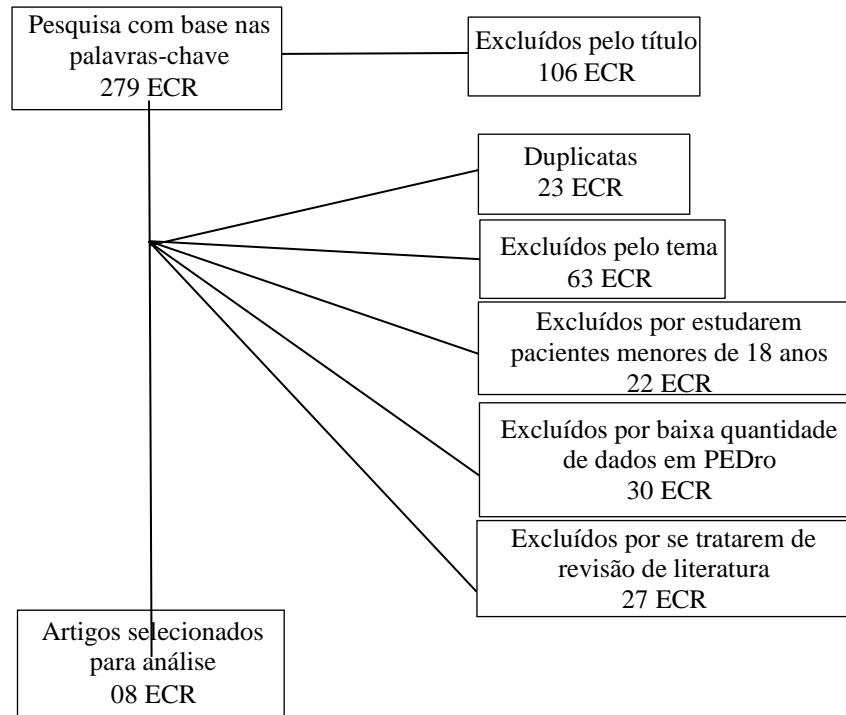 Pesquisa com base nas
palavras-chave
279 ECR
Excluídos pelo título
106 ECR
Duplicatas
23 ECR
Excluídos pelo tema
63 ECR
Excluídos por estudarem
pacientes menores de 18 anos
22 ECR
Excluídos por baixa quantidade
de dados em PEDro
30 ECR
Excluídos por se tratarem de
revisão de literatura
27 ECR
Artigos selecionados
para análise
08 ECR